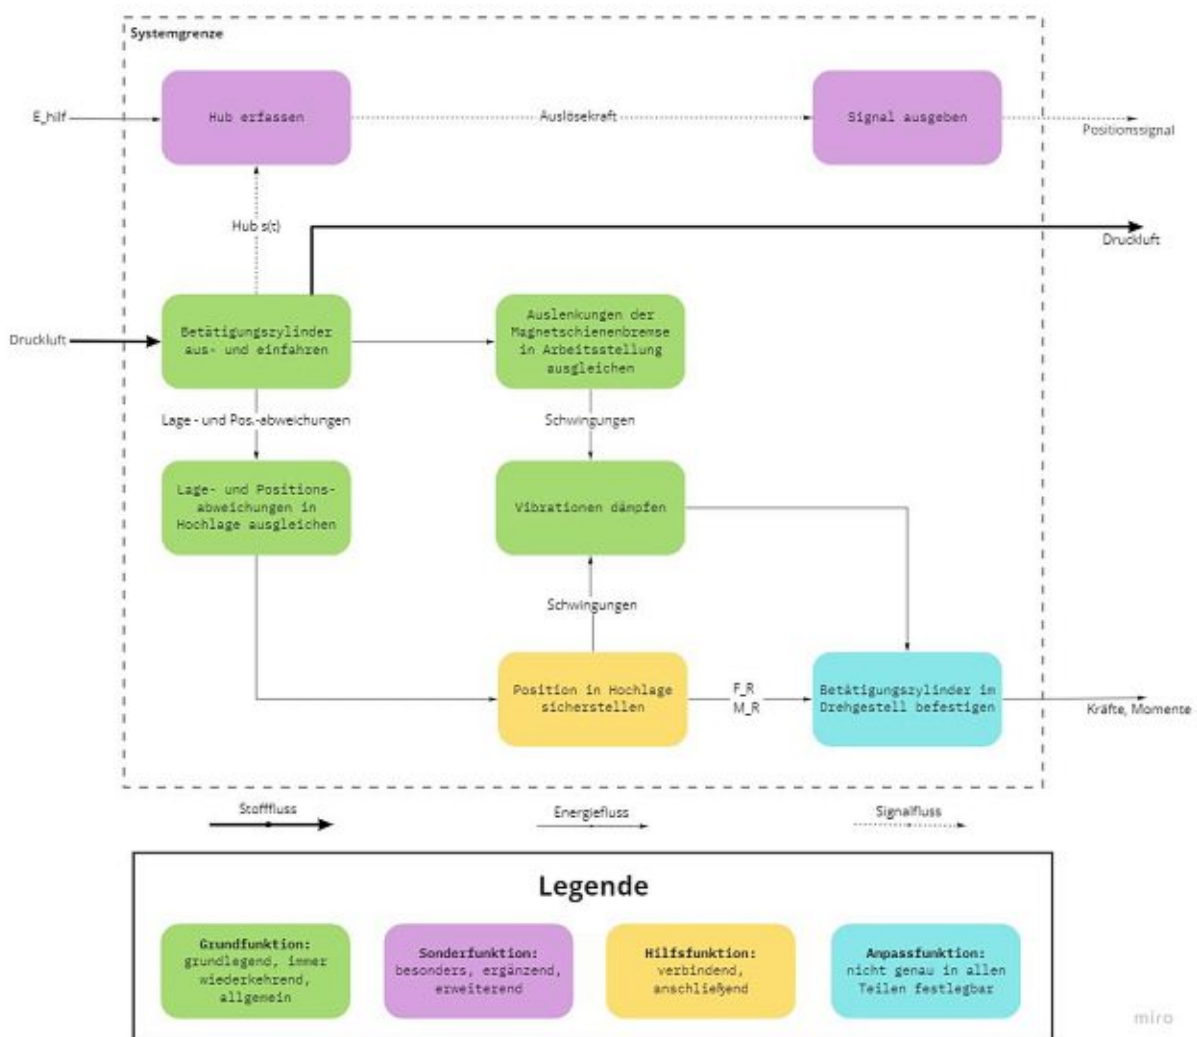 Systemgrenze
E_hilf
Hub erfassen
Auslösekraft
Signal ausgeben
Positionssignal
Hub s(t)
Druckluft
Druckluft
Betätigungszylinder
aus- und einfahren
Auslenkungen der
Magnetschienenbremse
in Arbeitsstellung
ausgleichen
Lage - und Pos.-abweichungen
Schwingungen
Lage- und Positions-
abweichungen in
Hochlage ausgleichen
Vibrationen dämpfen
Schwingungen
Position in Hochlage
sicherstellen
F_R
M_R
Betätigungszylinder im
Drehgestell befestigen
Kräfte, Momente
Stofffluss
Energiefluss
Signalfluss
Legende
Grundfunktion:
grundlegend, immer
wiederkehrend,
allgemein
Sonderfunktion:
besonders, ergänzend,
erweiterend
Hilfsfunktion:
verbindend,
anschließend
Anpassfunktion:
nicht genau in allen
Teilen festlegbar
miro